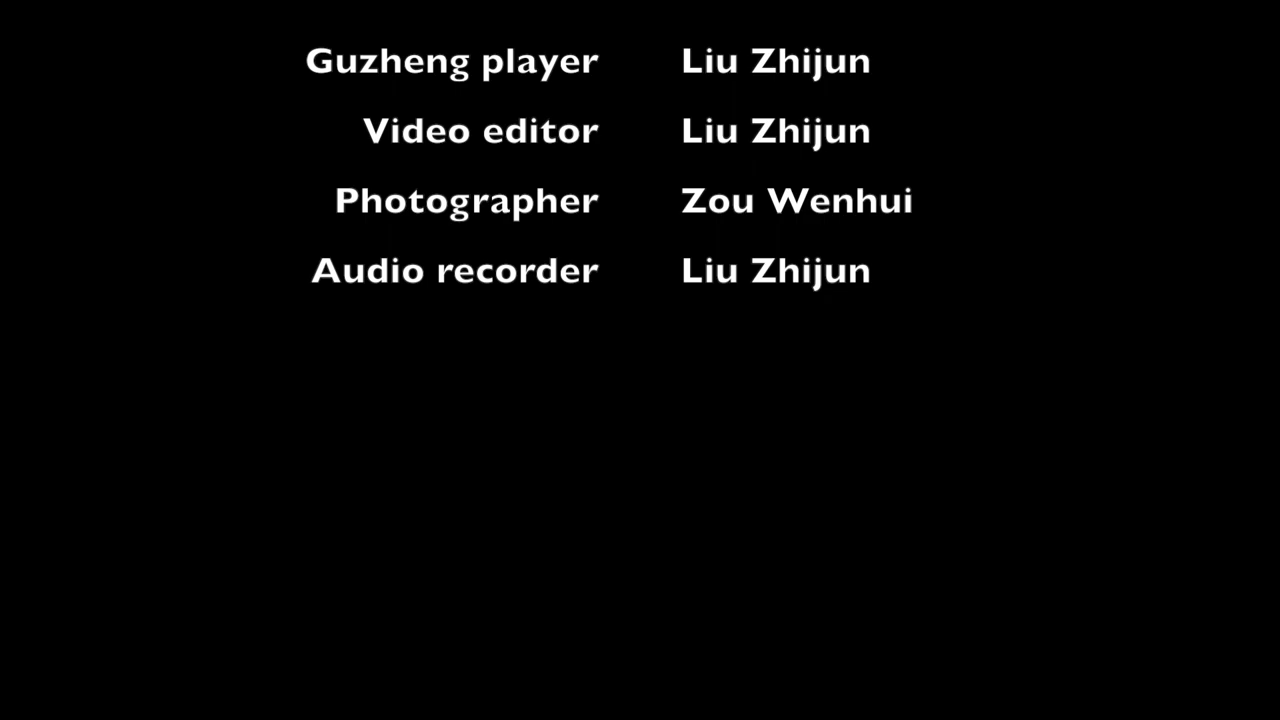 Guzheng player Liu Zhijun
Video editor Liu Zhijun
Photographer Zou Wenhui
Audio recorder Liu Zhijun